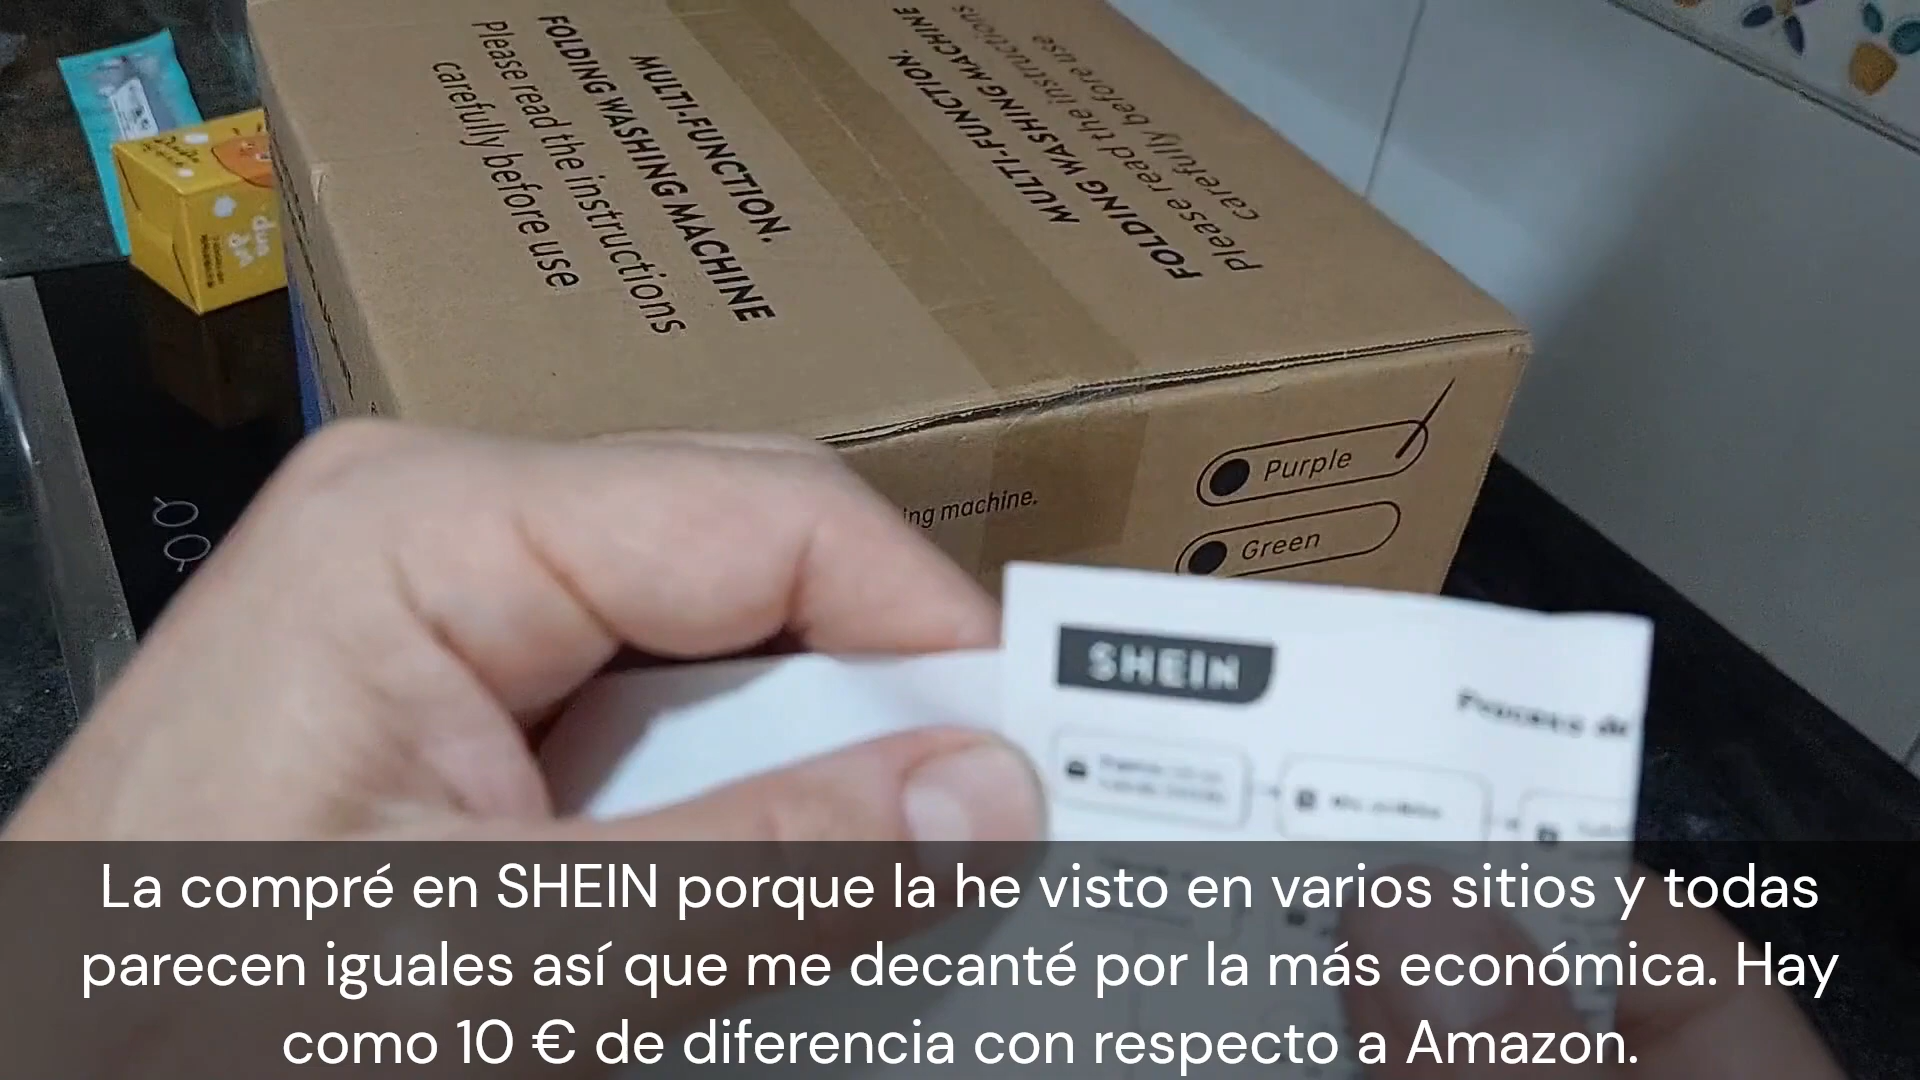 MULTI-FUNCTION.
FOLDING WASHING MACHINE
Please read the instructions
carefully before use
MULTI-FUNCTION.
FOLDING WASHING MACHINE
Please read the instructions
carefully before use
ing machine.
Purple
Green
SHEIN
Proceso de
La compré en SHEIN porque la he visto en varios sitios y todas
parecen iguales así que me decanté por la más económica. Hay
como 10 € de diferencia con respecto a Amazon.